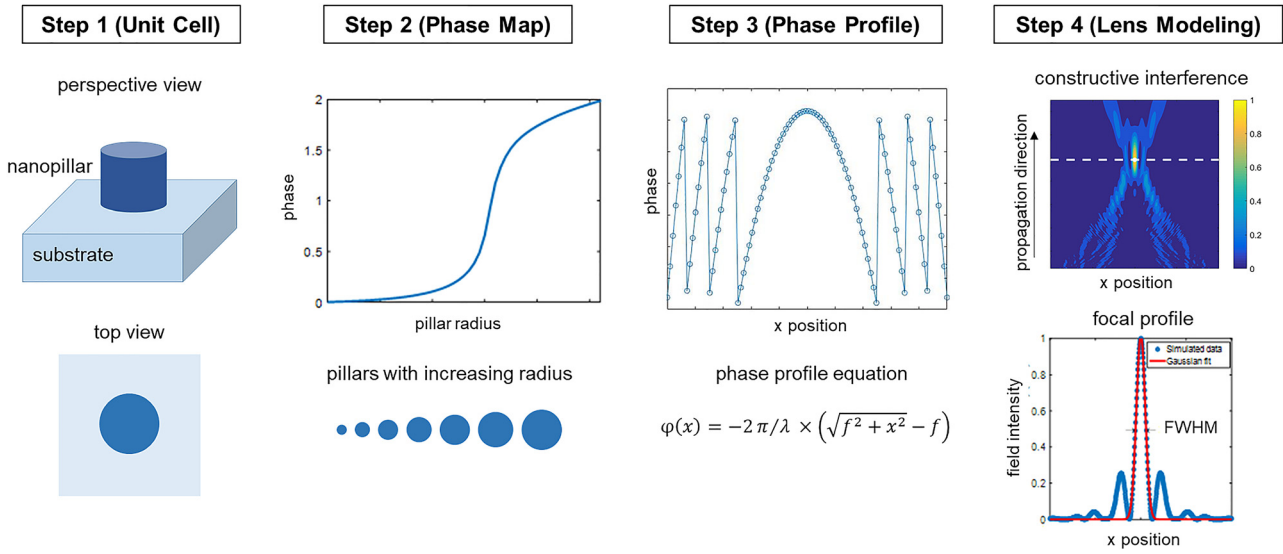 Step 1 (Unit Cell)
perspective view
nanopillar
substrate
top view
Step 2 (Phase Map)
2
1.5
1
0.5
0
phase
pillar radius
pillars with increasing radius
Step 3 (Phase Profile)
phase
x position
phase profile equation
φ(x) = −2 π/λ × (√(f² + x²) − f)
Step 4 (Lens Modeling)
constructive interference
propagation direction
1
0.8
0.6
0.4
0.2
0
x position
focal profile
1
0.8
0.6
0.4
0.2
0
field intensity
Simulated data
Gaussian fit
FWHM
x position